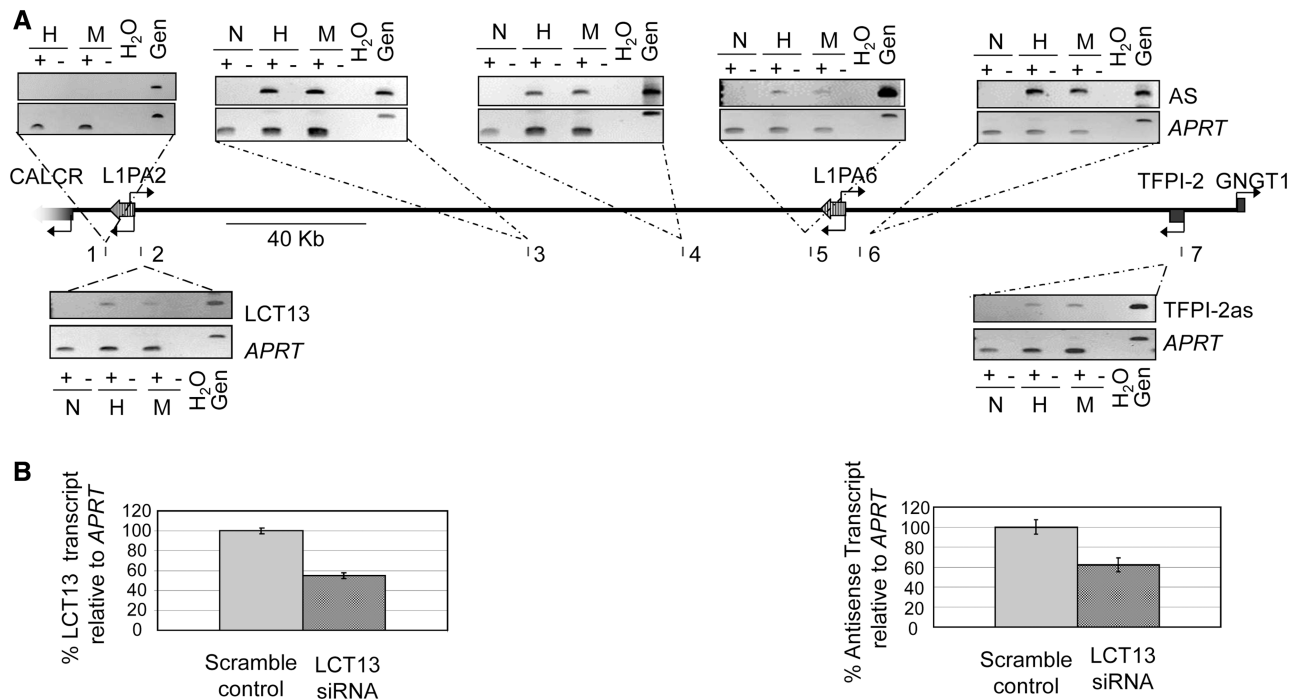 A
H M H2O Gen
+ - + -
N H M H2O Gen
+ - + - + -
N H M H2O Gen
+ - + - + -
N H M H2O Gen
+ - + - + -
N H M H2O Gen
+ - + - + -
AS
APRT
CALCR L1PA2 L1PA6 TFPI-2 GNGT1
40 Kb
1 2 3 4 5 6 7
LCT13
APRT
+ - + - + - H2O Gen
N H M
TFPI-2as
APRT
+ - + - + - H2O Gen
N H M
B
% LCT13 transcript
relative to APRT
120
100
80
60
40
20
0
Scramble
control
LCT13
siRNA
% Antisense Transcript
relative to APRT
120
100
80
60
40
20
0
Scramble
control
LCT13
siRNA